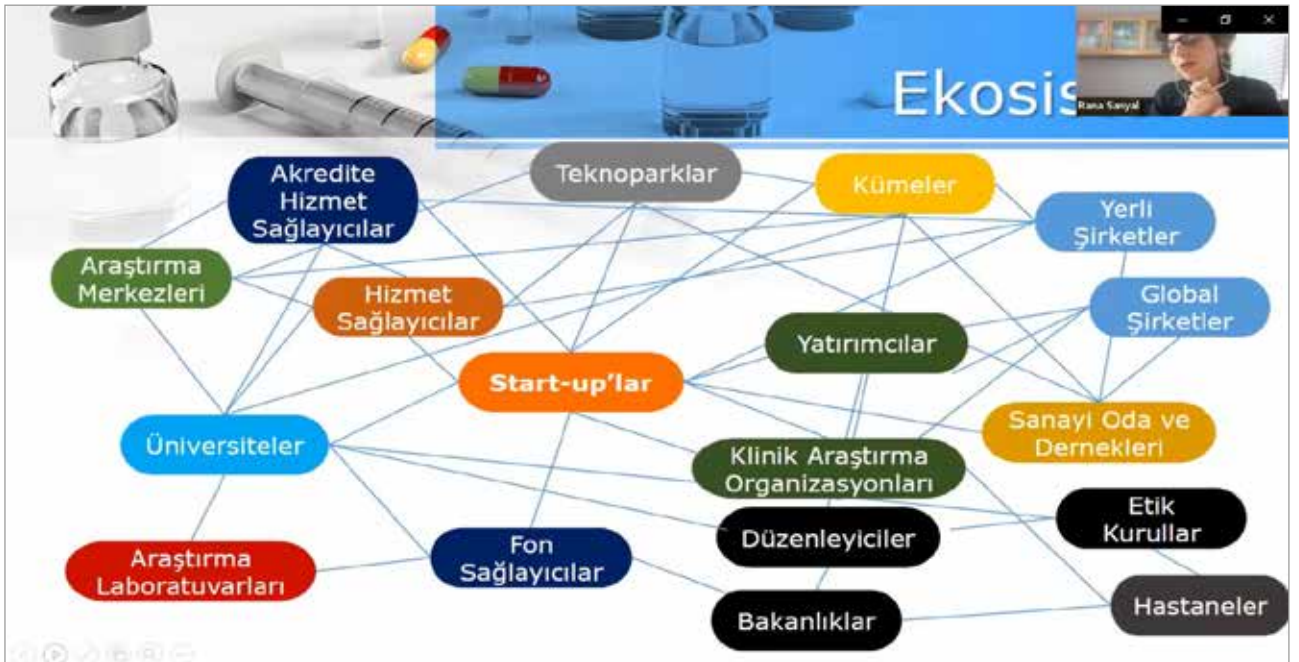 Ekosis
Rana Sanyal
Akredite
Hizmet
Sağlayıcılar
Teknoparklar
Kümeler
Yerli
Şirketler
Araştırma
Merkezleri
Hizmet
Sağlayıcılar
Global
Şirketler
Yatırımcılar
Start-up'lar
Üniversiteler
Sanayi Oda ve
Dernekleri
Klinik Araştırma
Organizasyonları
Etik
Kurullar
Düzenleyiciler
Fon
Sağlayıcılar
Araştırma
Laboratuvarları
Bakanlıklar
Hastaneler